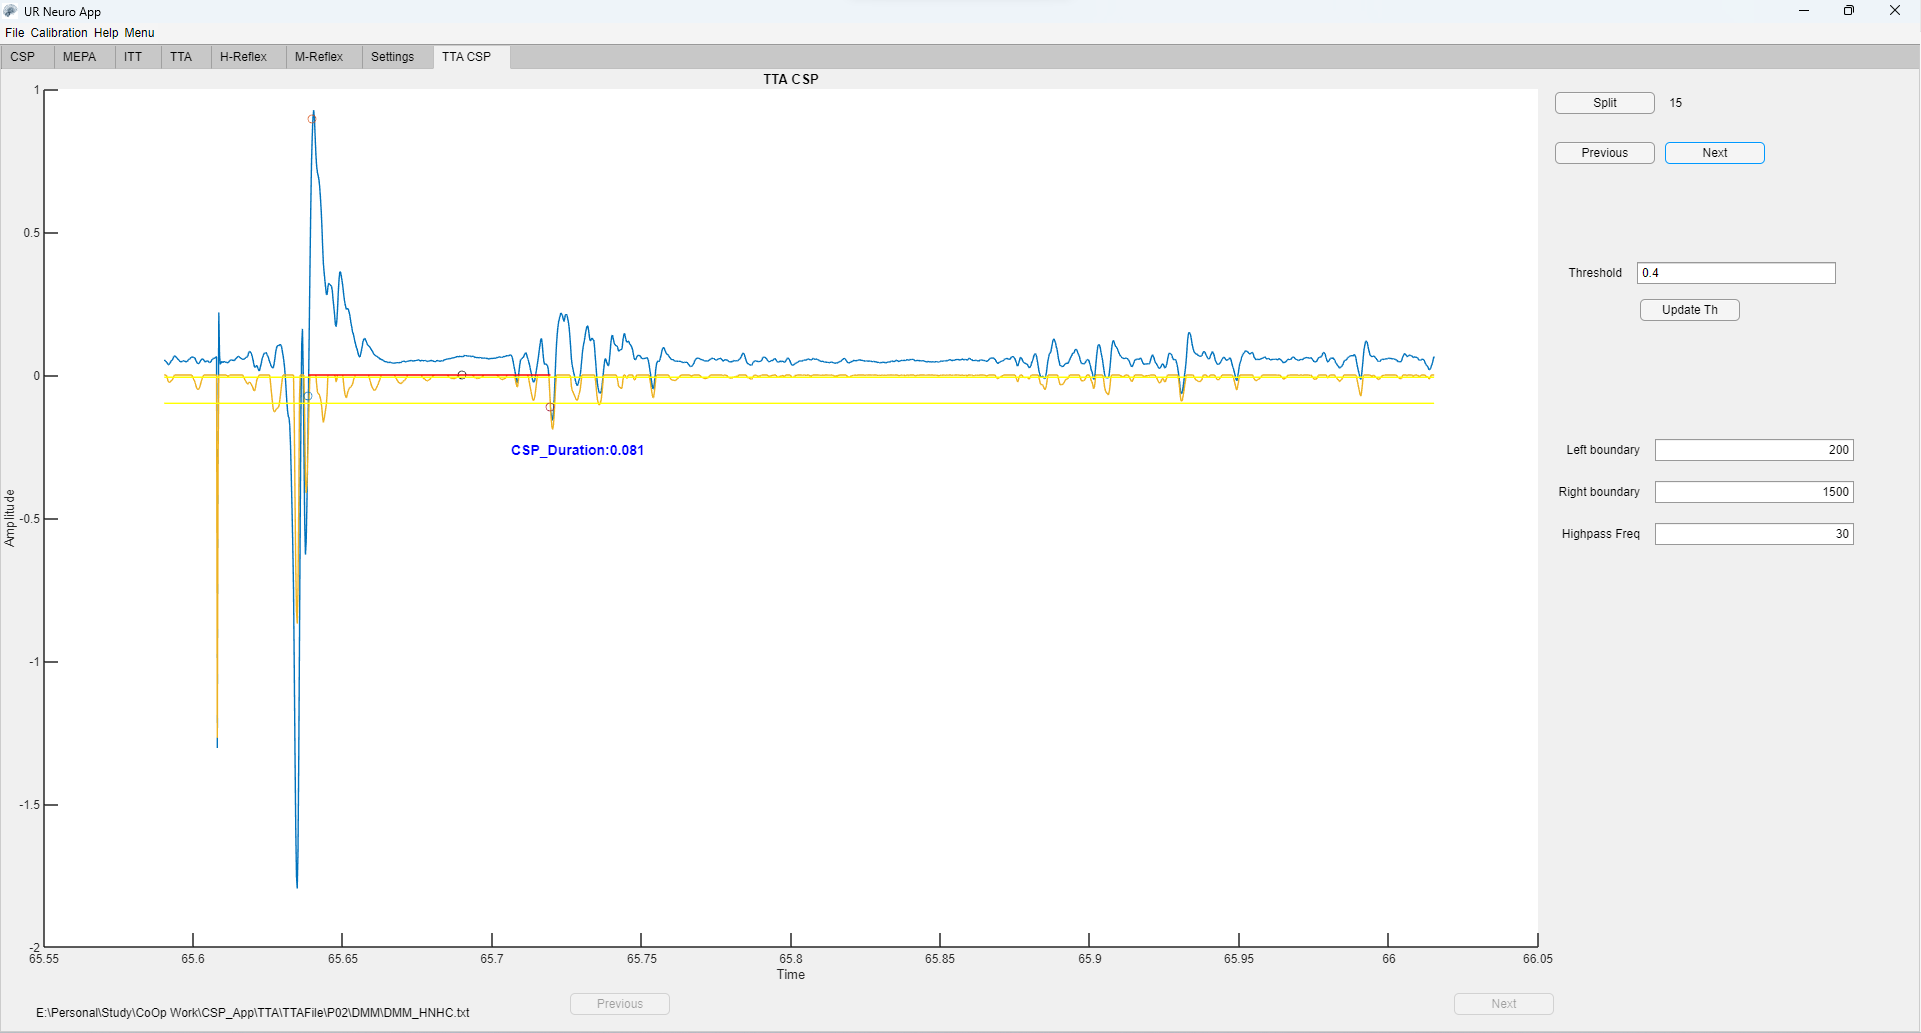 UR Neuro App
File Calibration Help Menu
CSP MEPA ITT TTA H-Reflex M-Reflex Settings TTA CSP
TTA CSP
Split 15
Previous Next
Threshold 0.4
Update Th
Left boundary 200
Right boundary 1500
Highpass Freq 30
1
0.5
0
-0.5
-1
-1.5
-2
Amplitude
CSP_Duration:0.081
65.55 65.6 65.65 65.7 65.75 65.8 65.85 65.9 65.95 66 66.05
Time
Previous Next
E:\Personal\Study\CoOp Work\CSP_App\TTA\TTAFile\P02\DMM\DMM_HNHC.txt